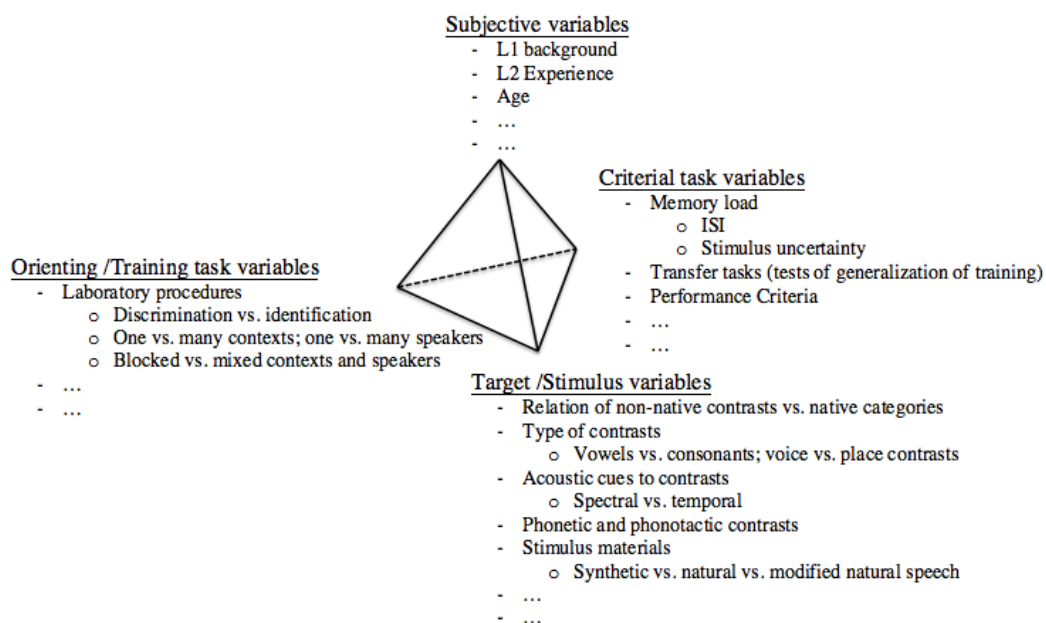 Subjective variables
- L1 background
- L2 Experience
- Age
- ...
- ...
Criterial task variables
- Memory load
o ISI
o Stimulus uncertainty
- Transfer tasks (tests of generalization of training)
- Performance Criteria
- ...
- ...
Orienting /Training task variables
- Laboratory procedures
o Discrimination vs. identification
o One vs. many contexts; one vs. many speakers
o Blocked vs. mixed contexts and speakers
- ...
- ...
Target /Stimulus variables
- Relation of non-native contrasts vs. native categories
- Type of contrasts
o Vowels vs. consonants; voice vs. place contrasts
- Acoustic cues to contrasts
o Spectral vs. temporal
- Phonetic and phonotactic contrasts
- Stimulus materials
o Synthetic vs. natural vs. modified natural speech
- ...
- ...